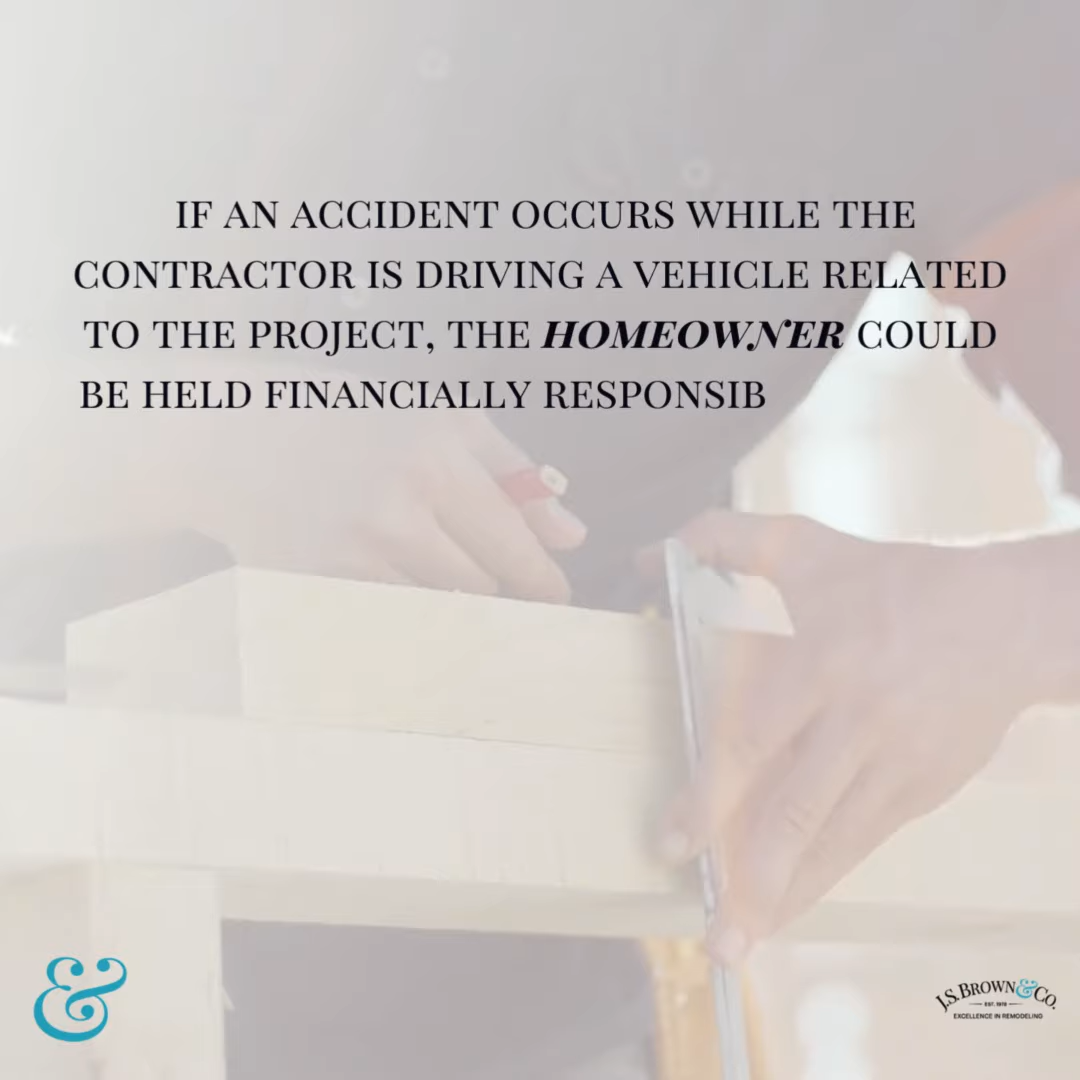 IF AN ACCIDENT OCCURS WHILE THE
CONTRACTOR IS DRIVING A VEHICLE RELATED
TO THE PROJECT, THE HOMEOWNER COULD
BE HELD FINANCIALLY RESPONSIB
&
J.S. BROWN & CO.
EST. 1978
EXCELLENCE IN REMODELING